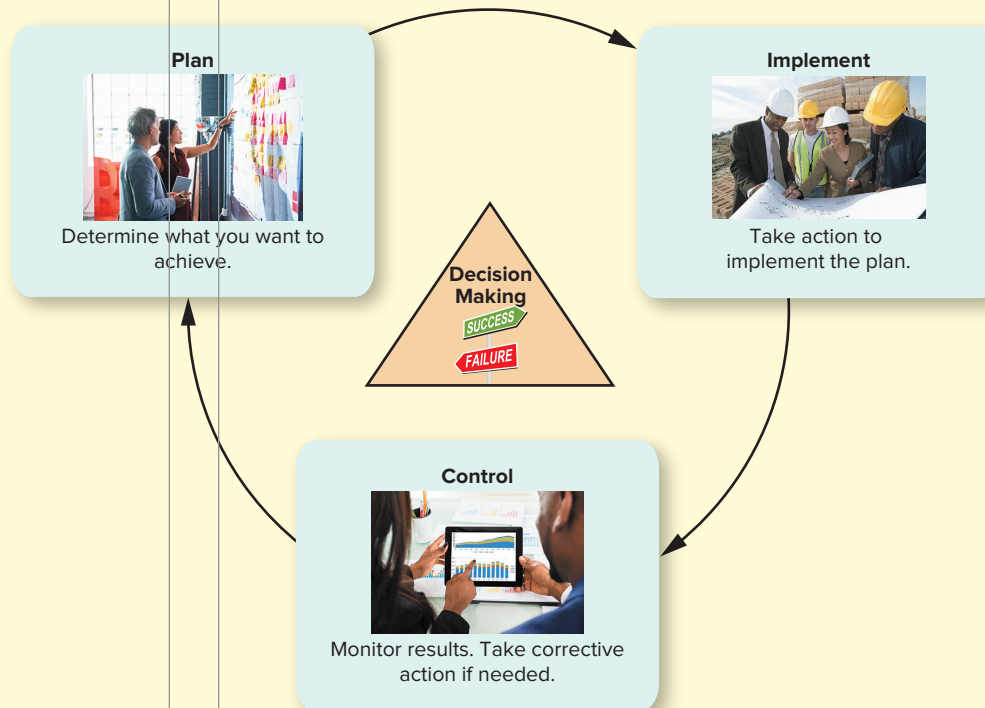 Plan
Determine what you want to
achieve.
Implement
Take action to
implement the plan.
Decision
Making
SUCCESS
FAILURE
Control
Monitor results. Take corrective
action if needed.